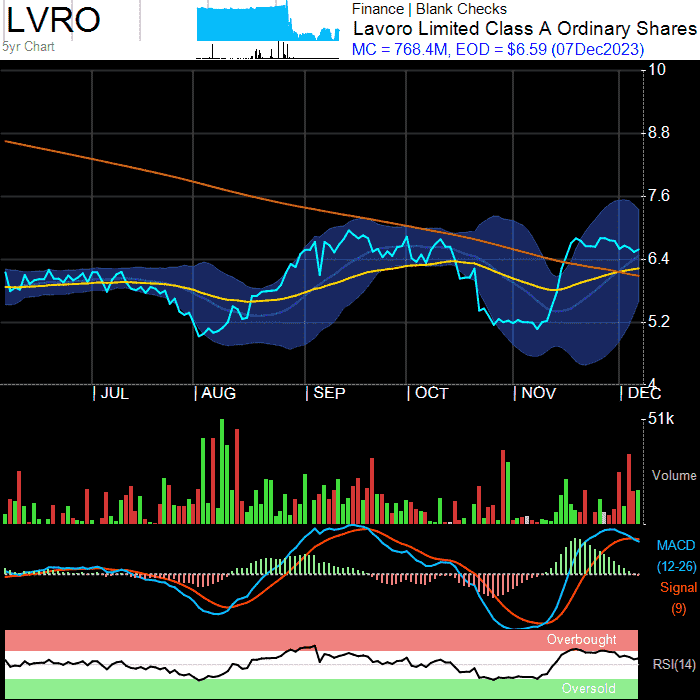 LVRO
5yr Chart
Finance | Blank Checks
Lavoro Limited Class A Ordinary Shares
MC = 768.4M, EOD = $6.59 (07Dec2023)
10
8.8
7.6
6.4
5.2
4
JUL AUG SEP OCT NOV DEC
51k
Volume
MACD
(12-26)
Signal
(9)
Overbought
RSI(14)
Oversold